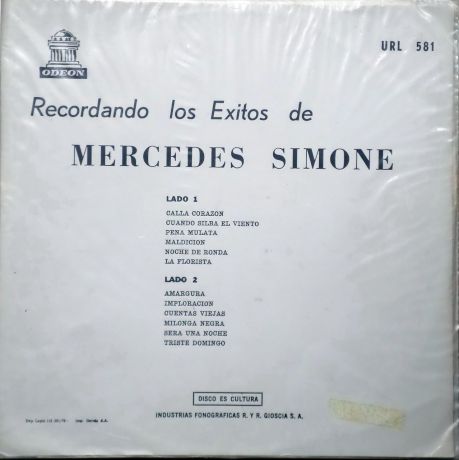 URL 581
ODEON
Recordando los Exitos de
MERCEDES SIMONE
LADO 1
CALLA CORAZON
CUANDO SILBA EL VIENTO
PENA MULATA
MALDICION
NOCHE DE RONDA
LA FLORISTA
LADO 2
AMARGURA
IMPLORACION
CUENTAS VIEJAS
MILONGA NEGRA
SERA UNA NOCHE
TRISTE DOMINGO
DISCO ES CULTURA
INDUSTRIAS FONOGRAFICAS R. Y R. GIOSCIA S. A.
Dep. Legal